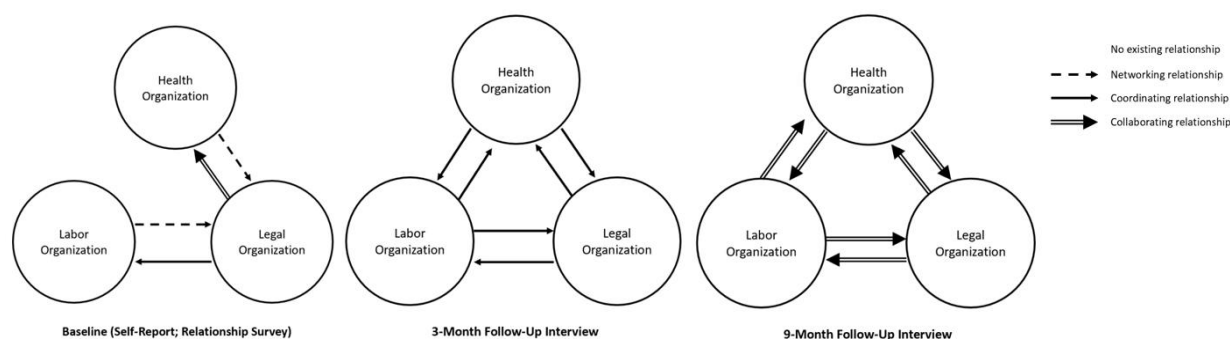 Health
Organization
Labor
Organization
Legal
Organization
Baseline (Self-Report; Relationship Survey)
Health
Organization
Labor
Organization
Legal
Organization
3-Month Follow-Up Interview
Health
Organization
Labor
Organization
Legal
Organization
9-Month Follow-Up Interview
No existing relationship
Networking relationship
Coordinating relationship
Collaborating relationship